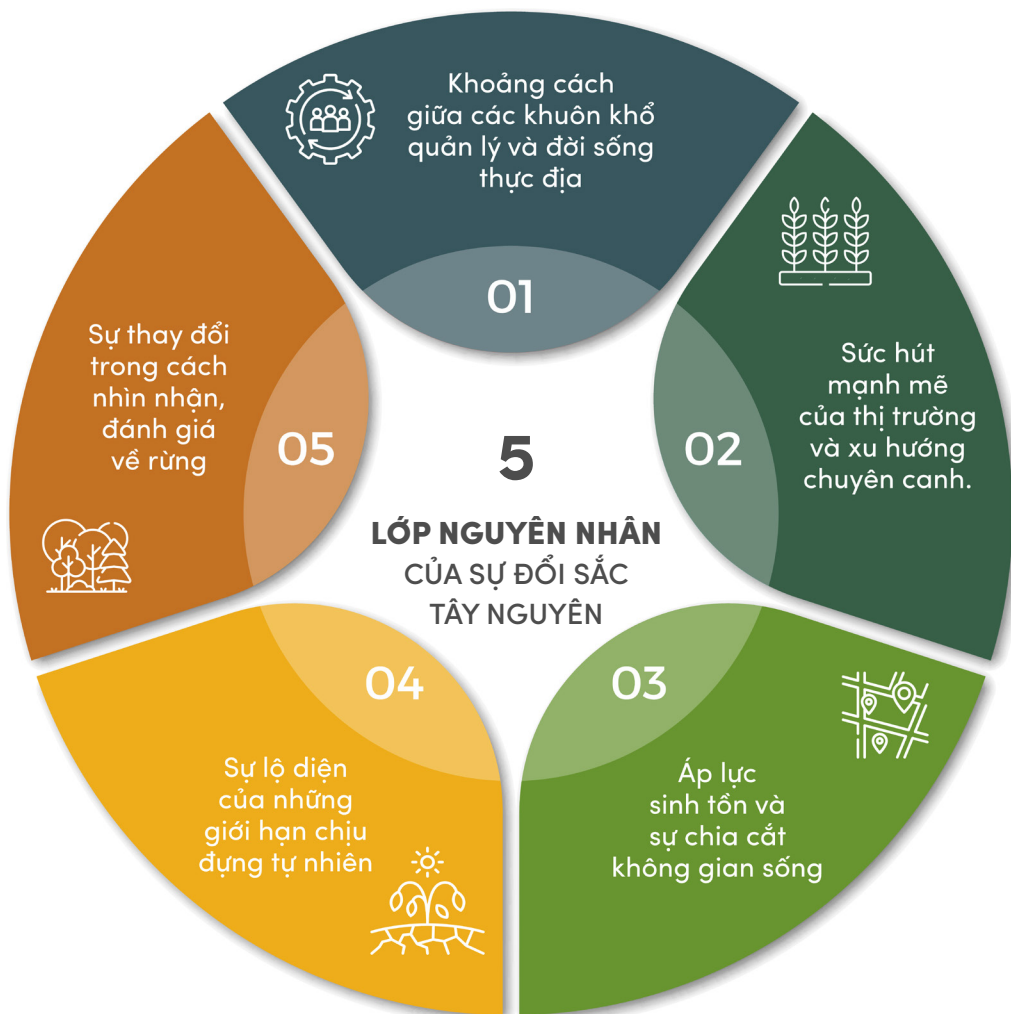 Khoảng cách
giữa các khuôn khổ
quản lý và đời sống
thực địa
01
Sức hút
mạnh mẽ
của thị trường
và xu hướng
chuyên canh.
02
Áp lực
sinh tồn và
sự chia cắt
không gian sống
03
Sự lộ diện
của những
giới hạn chịu
đựng tự nhiên
04
Sự thay đổi
trong cách
nhìn nhận,
đánh giá
về rừng
05
5
LỚP NGUYÊN NHÂN
CỦA SỰ ĐỔI SẮC
TÂY NGUYÊN